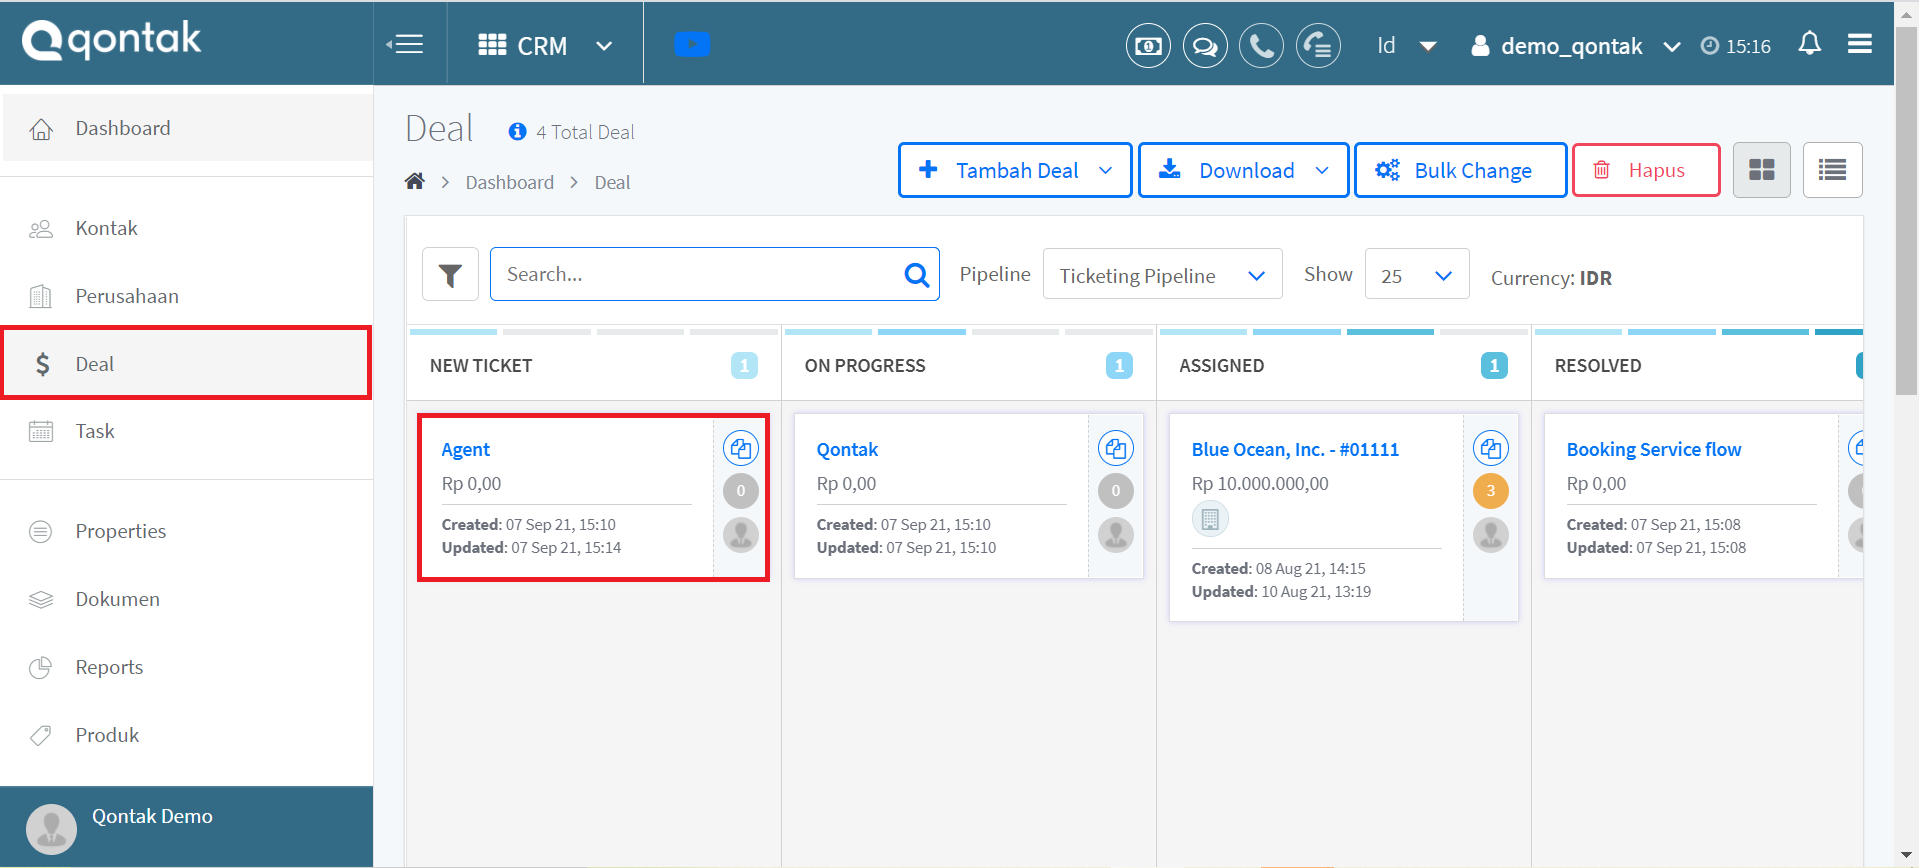 qontak
CRM
Id
demo_qontak
15:16
Dashboard
Kontak
Perusahaan
Deal
Task
Properties
Dokumen
Reports
Produk
Qontak Demo
Deal
4 Total Deal
Dashboard
Deal
Tambah Deal
Download
Bulk Change
Hapus
Search...
Pipeline
Ticketing Pipeline
Show
25
Currency: IDR
NEW TICKET
1
Agent
Rp 0,00
0
Created: 07 Sep 21, 15:10
Updated: 07 Sep 21, 15:14
ON PROGRESS
1
Qontak
Rp 0,00
0
Created: 07 Sep 21, 15:10
Updated: 07 Sep 21, 15:10
ASSIGNED
1
Blue Ocean, Inc. - #01111
Rp 10.000.000,00
3
Created: 08 Aug 21, 14:15
Updated: 10 Aug 21, 13:19
RESOLVED
Booking Service flow
Rp 0,00
Created: 07 Sep 21, 15:08
Updated: 07 Sep 21, 15:08